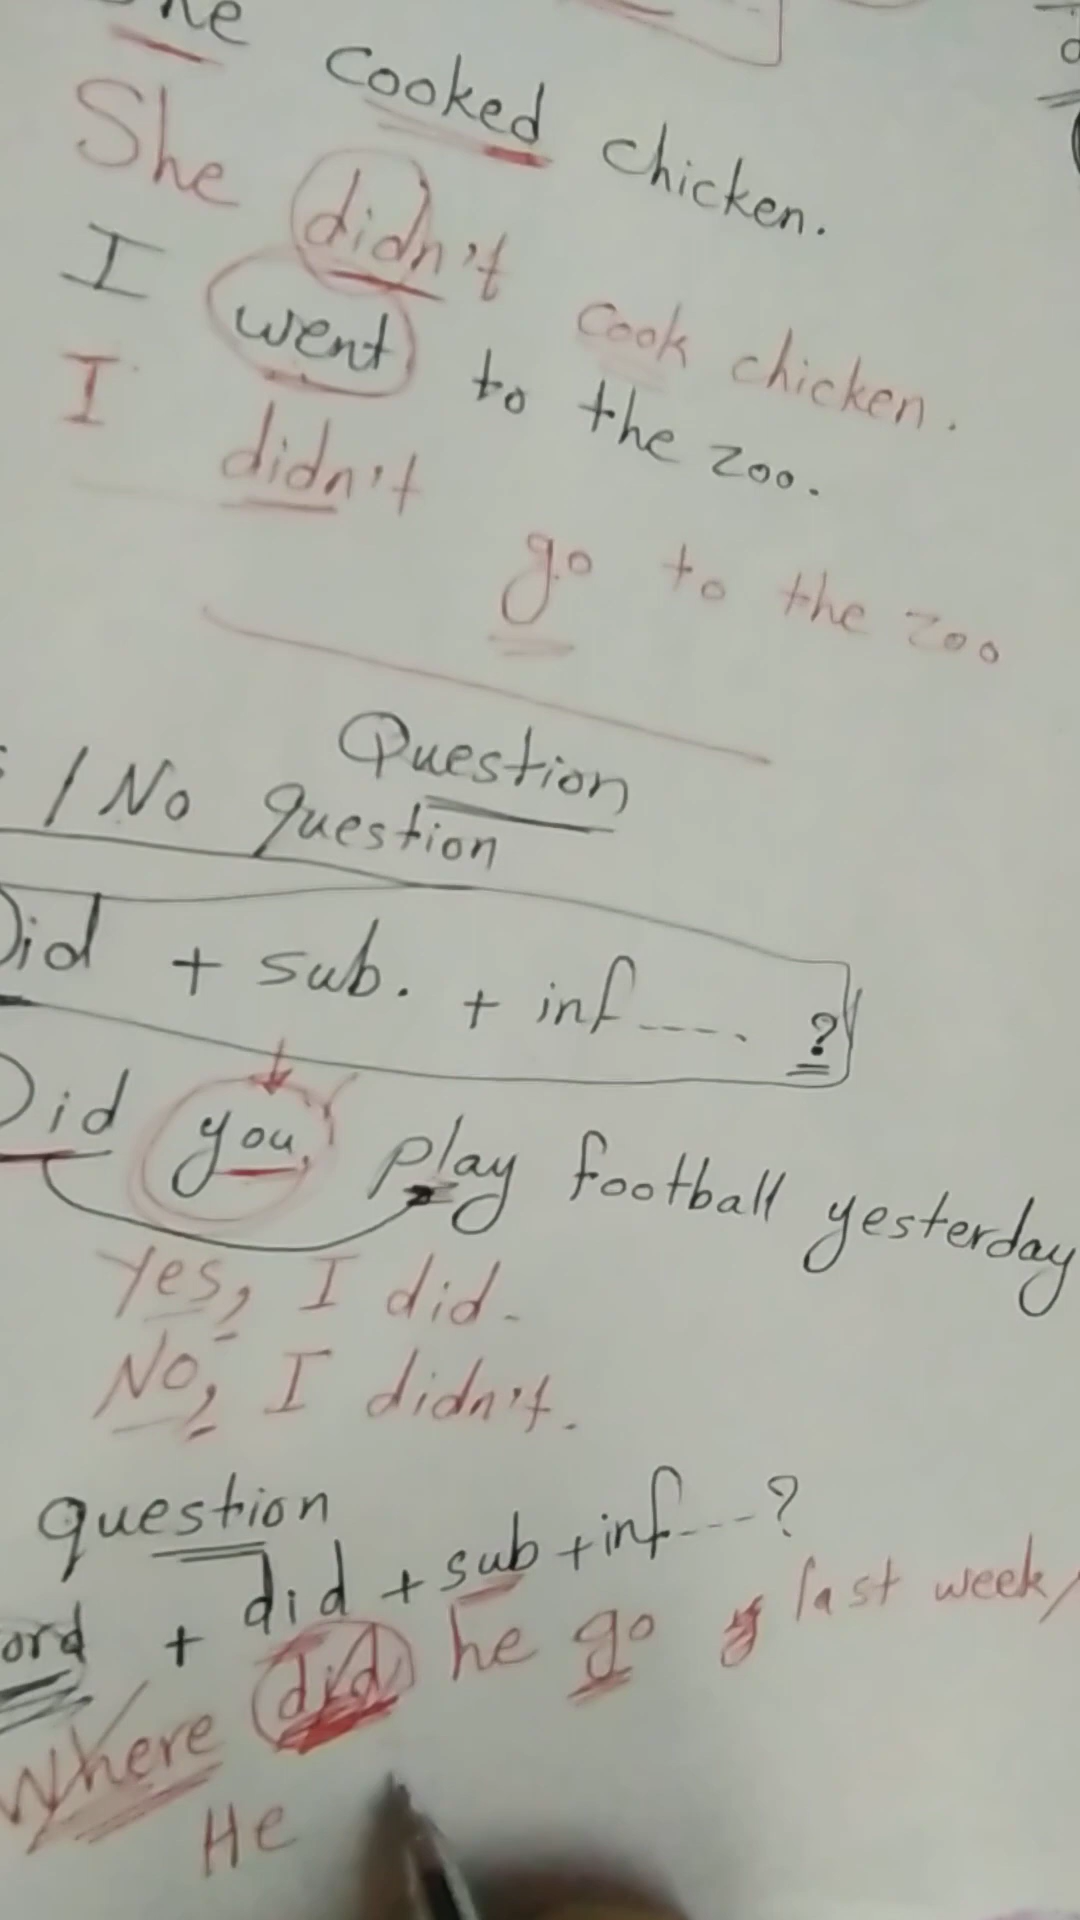 cooked chicken.
She didn't cook chicken.
I went to the zoo.
I didn't go to the zoo
Question
/ No question
Did + sub. + inf ----. ?
Did you play football yesterday
Yes, I did.
No, I didn't.
question
ord + did + sub + inf---?
Where did he go last week
He